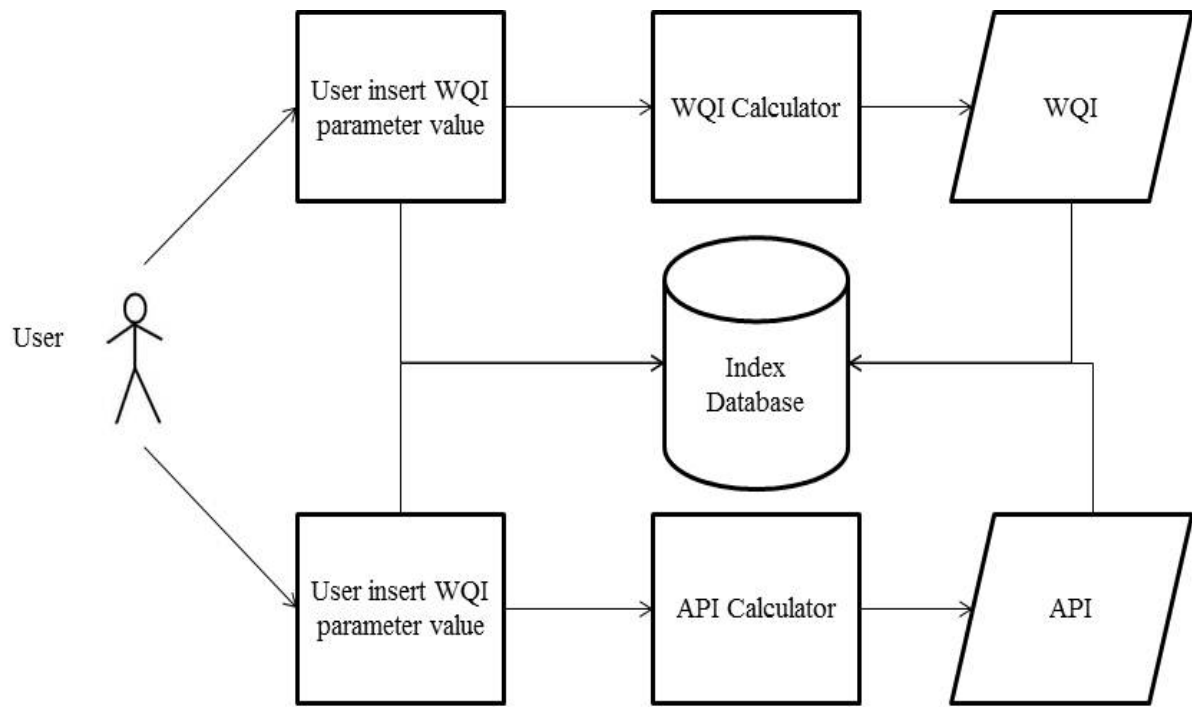 User insert WQI
parameter value
WQI Calculator
WQI
User
Index
Database
User insert WQI
parameter value
API Calculator
API